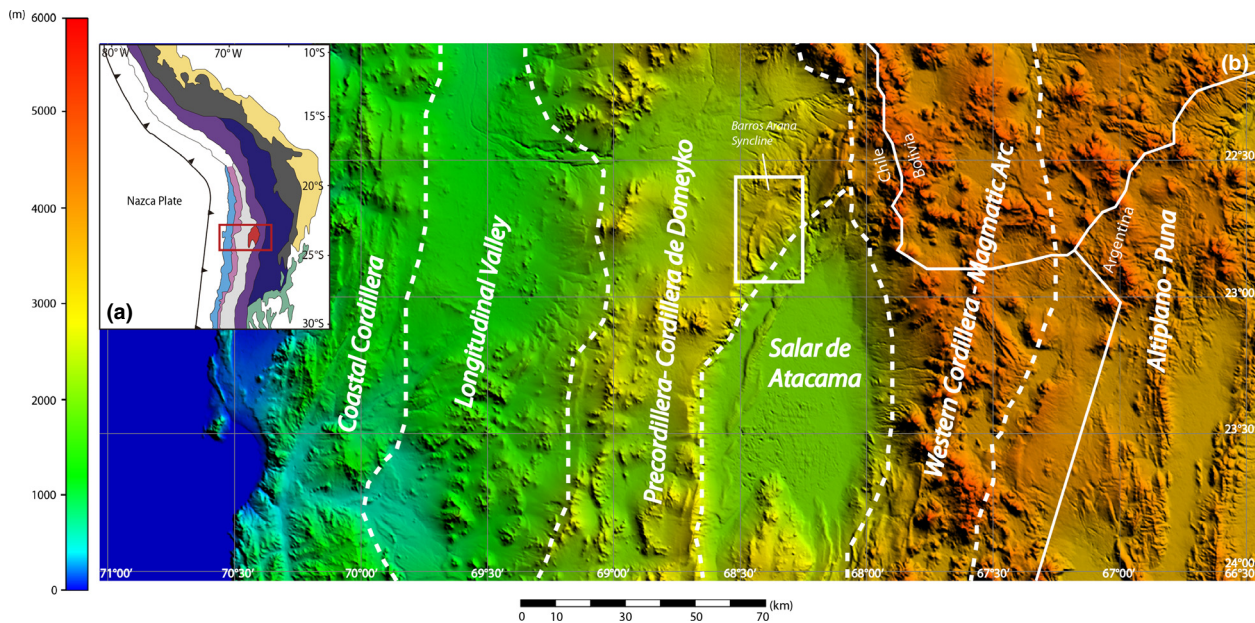 (m)
6000
5000
4000
3000
2000
1000
0
80° W
70°W
10°S
15°S
20°S
25°S
30°S
Nazca Plate
(a)
(b)
Barros Arana
Syncline
Chile
Bolivia
Argentina
Coastal Cordillera
Longitudinal Valley
Precordillera- Cordillera de Domeyko
Salar de
Atacama
Western Cordillera -Magmatic Arc
Altiplano - Puna
22°30'
23°00'
23°30'
24°00'
71°00'
70°30'
70°00'
69°30'
69°00'
68°30'
68°00'
67°30'
67°00'
66°30'
0 10 20 30 40 50 60 70
(km)